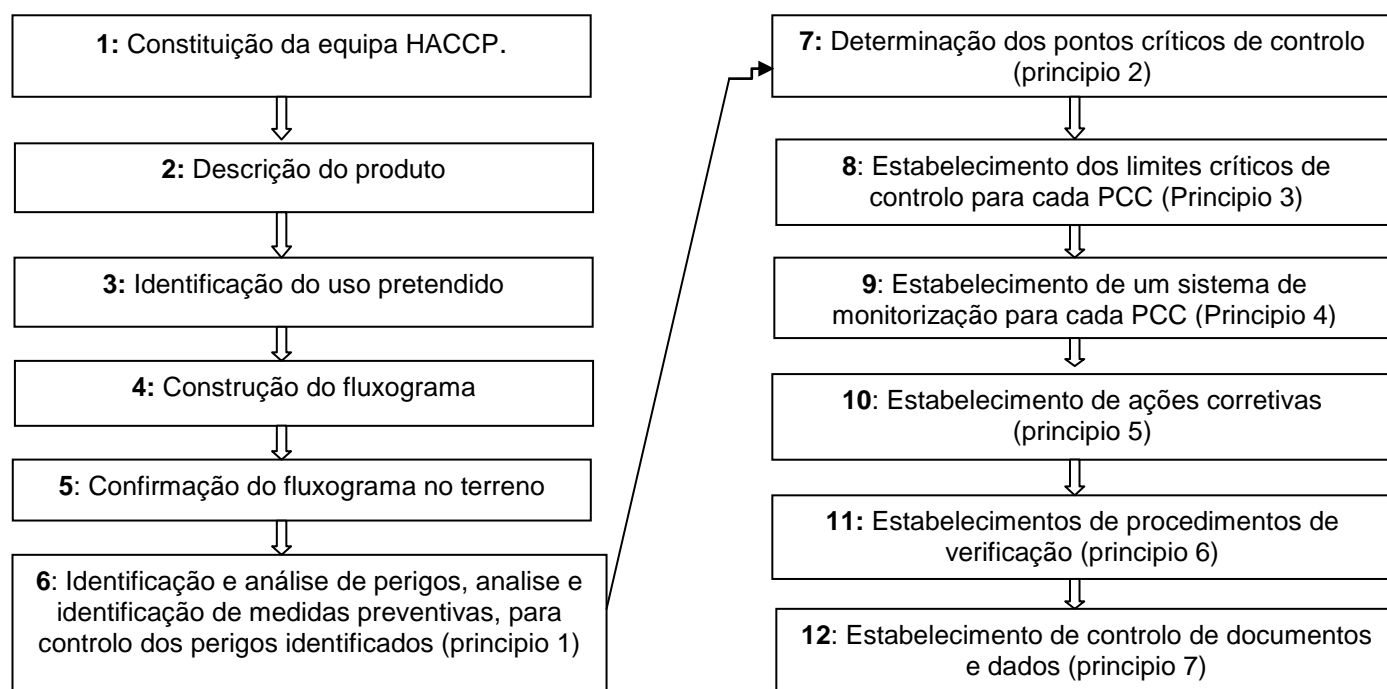 1: Constituição da equipa HACCP.
2: Descrição do produto
3: Identificação do uso pretendido
4: Construção do fluxograma
5: Confirmação do fluxograma no terreno
6: Identificação e análise de perigos, analise e
identificação de medidas preventivas, para
controlo dos perigos identificados (principio 1)
7: Determinação dos pontos críticos de controlo
(principio 2)
8: Estabelecimento dos limites críticos de
controlo para cada PCC (Principio 3)
9: Estabelecimento de um sistema de
monitorização para cada PCC (Principio 4)
10: Estabelecimento de ações corretivas
(principio 5)
11: Estabelecimentos de procedimentos de
verificação (principio 6)
12: Estabelecimento de controlo de documentos
e dados (principio 7)